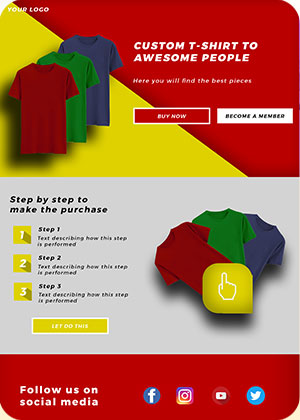 YOUR LOGO
CUSTOM T-SHIRT TO
AWESOME PEOPLE
Here you will find the best pieces
BUY NOW
BECOME A MEMBER
Step by step to
make the purchase
1
Step 1
Text describing how this step
is performed
2
Step 2
Text describing how this step
is performed
3
Step 3
Text describing how this step
is performed
LET DO THIS
Follow us on
social media